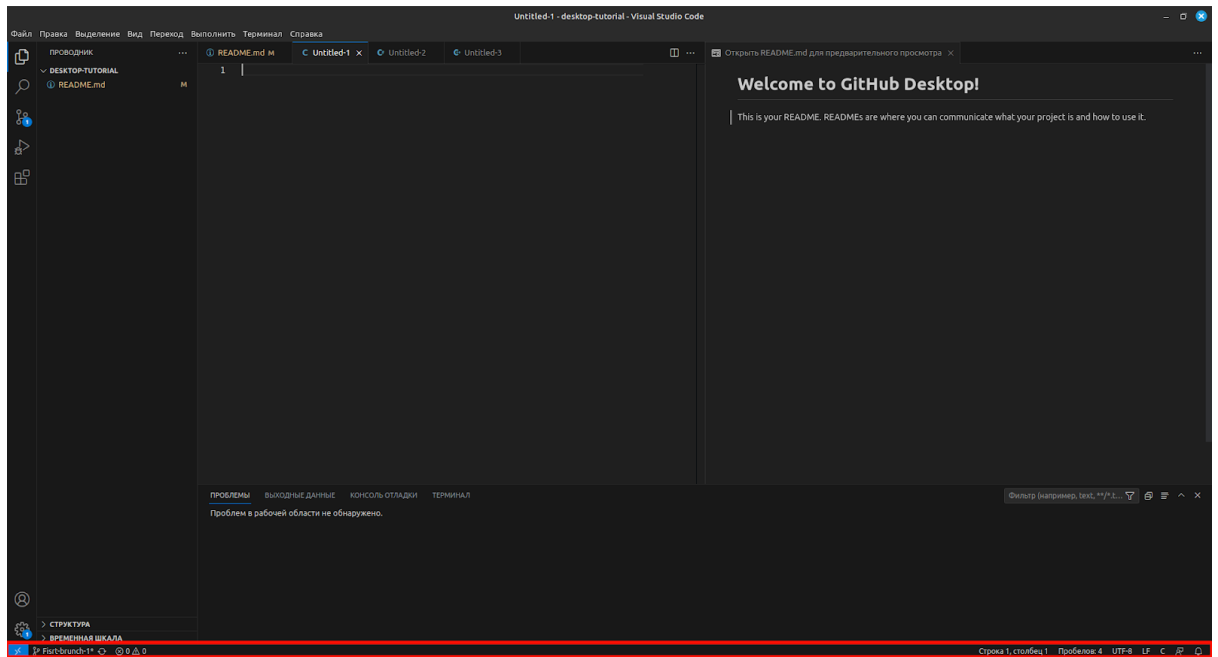 Untitled-1 - desktop-tutorial - Visual Studio Code
Файл Правка Выделение Вид Переход Выполнить Терминал Справка
ПРОВОДНИК
DESKTOP-TUTORIAL
README.md M
СТРУКТУРА
ВРЕМЕННАЯ ШКАЛА
README.md M Untitled-1 Untitled-2 Untitled-3
1
Открыть README.md для предварительного просмотра
Welcome to GitHub Desktop!
This is your README. READMEs are where you can communicate what your project is and how to use it.
ПРОБЛЕМЫ ВЫХОДНЫЕ ДАННЫЕ КОНСОЛЬ ОТЛАДКИ ТЕРМИНАЛ
Фильтр (например, text, **/*.t...
Проблем в рабочей области не обнаружено.
Fisrt-brunch-1* 0 0
Строка 1, столбец 1 Пробелов: 4 UTF-8 LF C